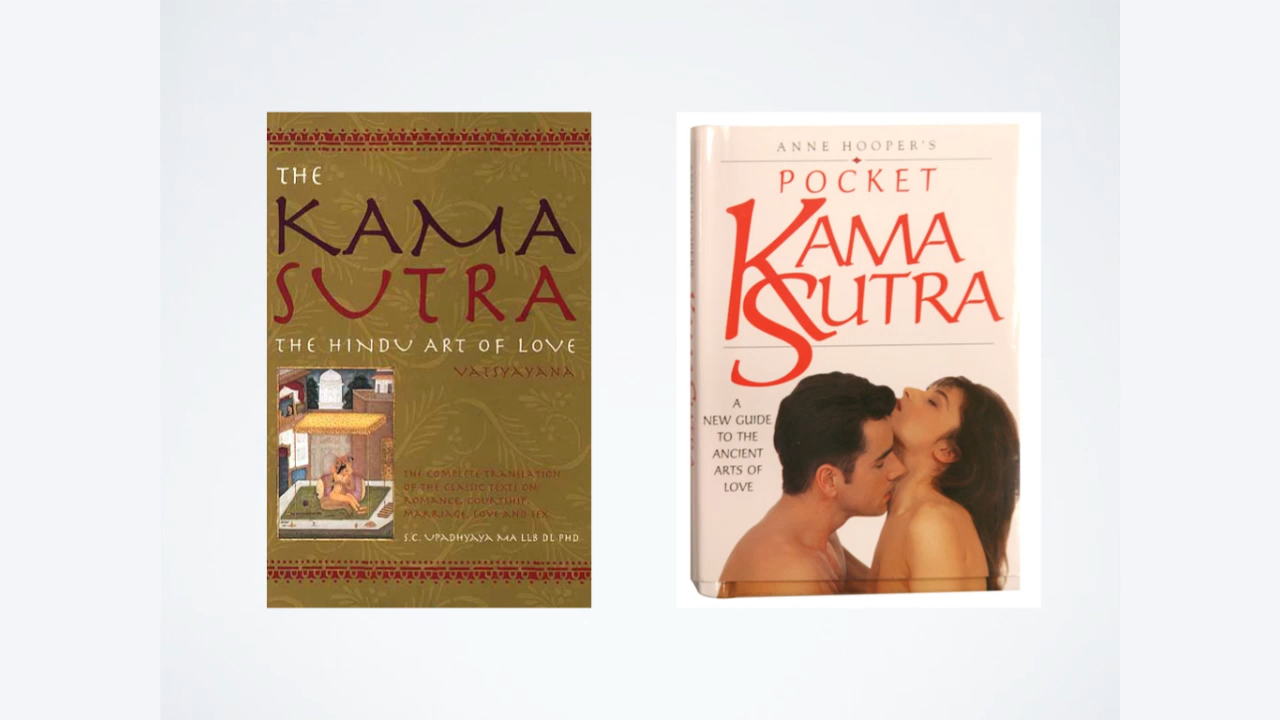 THE
KAMA
SUTRA
THE HINDU ART OF LOVE
VATSYAYANA
THE COMPLETE TRANSLATION
OF THE CLASSIC TEXTS ON
ROMANCE, COURTSHIP,
MARRIAGE, LOVE AND SEX
S.C. UPADHYAYA MA LLB DL PHD
ANNE HOOPER'S
POCKET
KAMA
SUTRA
A
NEW GUIDE
TO THE
ANCIENT
ARTS OF
LOVE